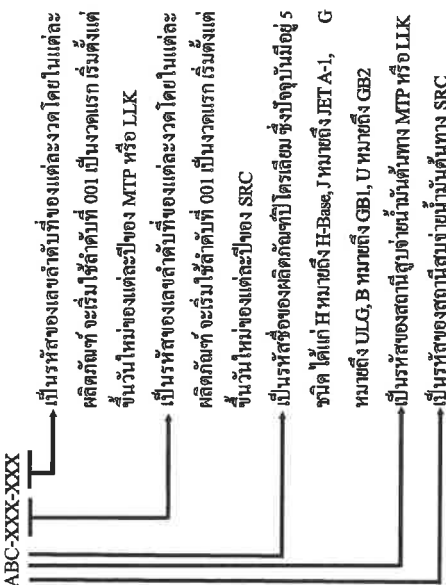 ABC-XXX-XXX
เป็นรหัสของเลขลำดับที่ของแต่ละงวดโดยในแต่ละ
ผลิตภัณฑ์ จะเริ่มใช้ลำดับที่ 001 เป็นงวดแรก เริ่มตั้งแต่
ขึ้นวันใหม่ของแต่ละปีของ MTP หรือ LLK
เป็นรหัสของเลขลำดับที่ของแต่ละงวดโดยในแต่ละ
ผลิตภัณฑ์ จะเริ่มใช้ลำดับที่ 001 เป็นงวดแรก เริ่มตั้งแต่
ขึ้นวันใหม่ของแต่ละปีของ SRC
เป็นรหัสชื่อของผลิตภัณฑ์ปิโตรเลียม ซึ่งปัจจุบันมีอยู่ 5
ชนิด ได้แก่ H หมายถึง H-Base, J หมายถึง JET A-1, G
หมายถึง ULG, B หมายถึง GB1, U หมายถึง GB2
เป็นรหัสของสถานีสูบจ่ายน้ำมันต้นทาง MTP หรือ LLK
เป็นรหัสของสถานีสูบจ่ายน้ำมันต้นทาง SRC